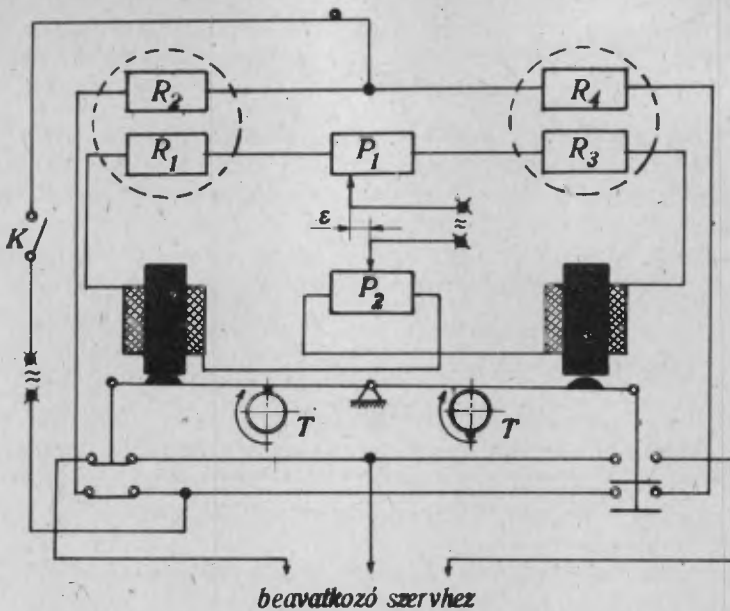 R₂
R₄
R₁
P₁
R₃
ε
≈
K
P₂
≈
T
T
beavatkozó szervhez